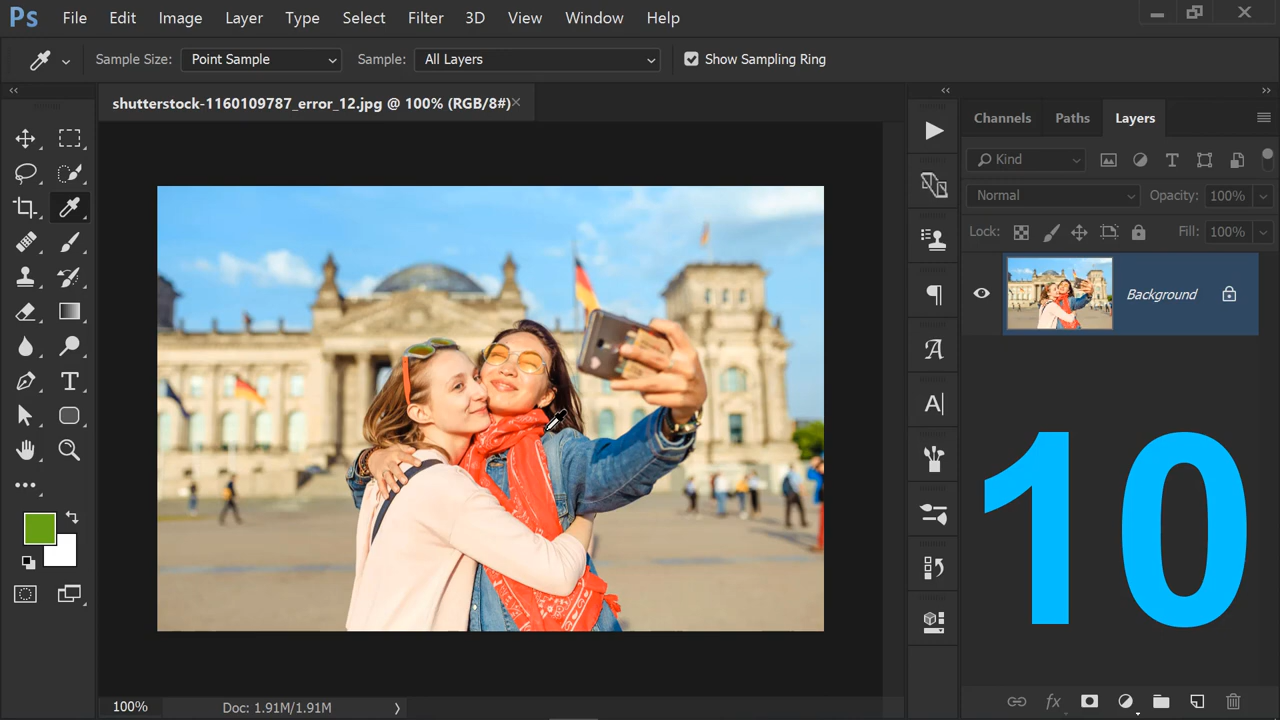 Ps File Edit Image Layer Type Select Filter 3D View Window Help
Sample Size: Point Sample Sample: All Layers Show Sampling Ring
shutterstock-1160109787_error_12.jpg @ 100% (RGB/8#)
Channels Paths Layers
Kind
Normal Opacity: 100%
Lock: Fill: 100%
Background
10
100% Doc: 1.91M/1.91M